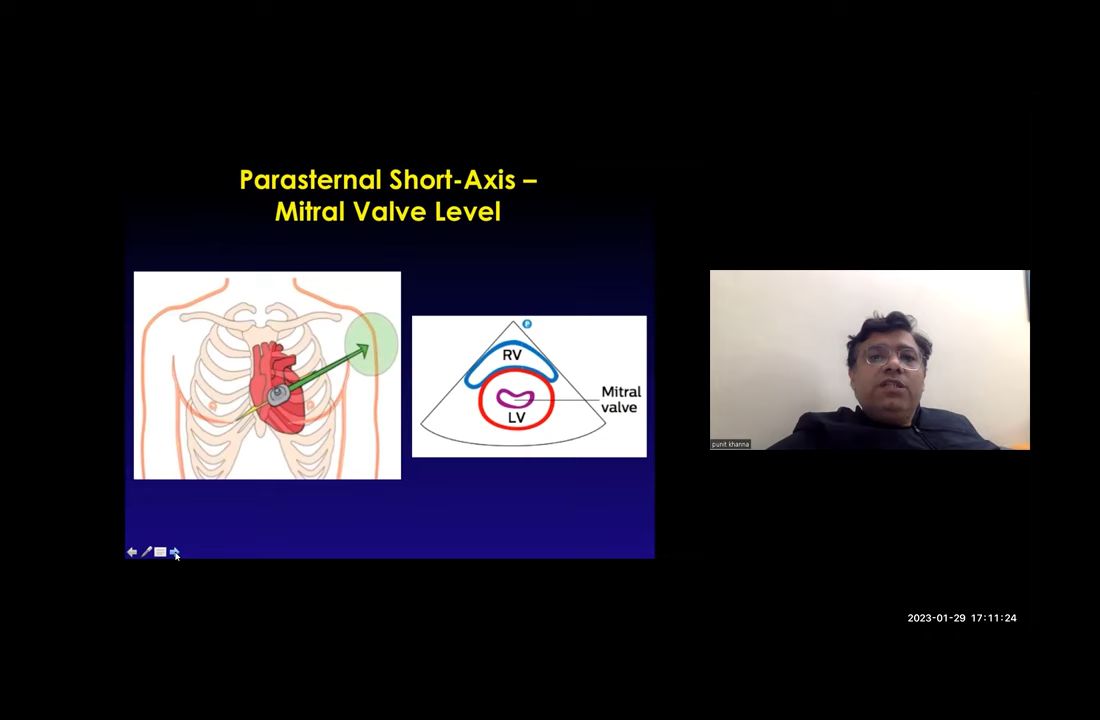 Parasternal Short-Axis –
Mitral Valve Level
P
RV
Mitral
valve
LV
punit khanna
2023-01-29 17:11:24